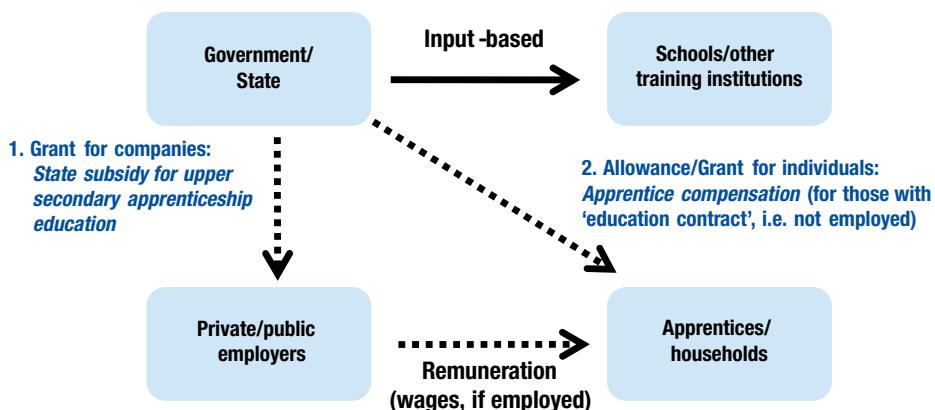 Government/
State
Input -based
Schools/other
training institutions
1. Grant for companies:
State subsidy for upper
secondary apprenticeship
education
2. Allowance/Grant for individuals:
Apprentice compensation (for those with
‘education contract’, i.e. not employed)
Private/public
employers
Remuneration
(wages, if employed)
Apprentices/
households